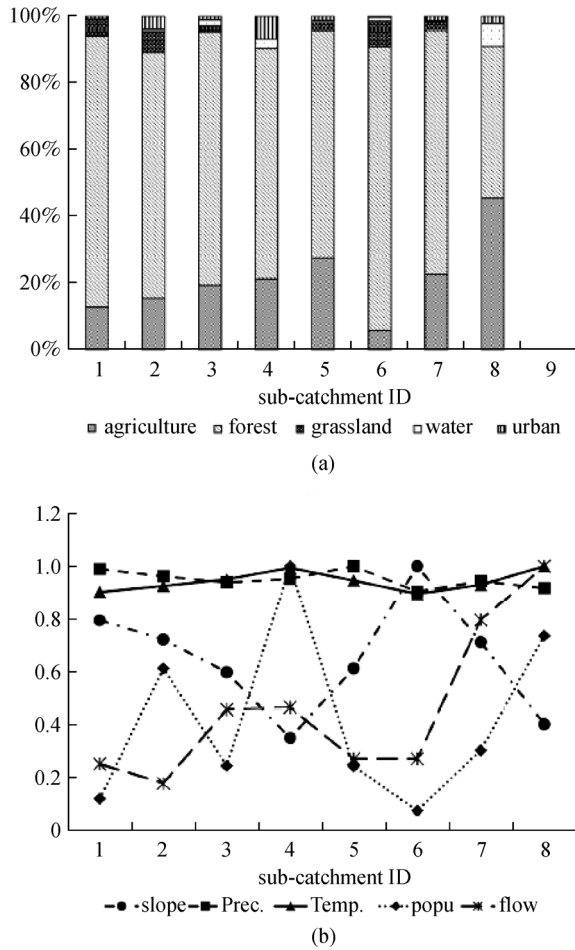 100%
80%
60%
40%
20%
0%
1 2 3 4 5 6 7 8 9
sub-catchment ID
agriculture forest grassland water urban
(a)
1.2
1.0
0.8
0.6
0.4
0.2
0
1 2 3 4 5 6 7 8
sub-catchment ID
slope Prec. Temp. popu flow
(b)